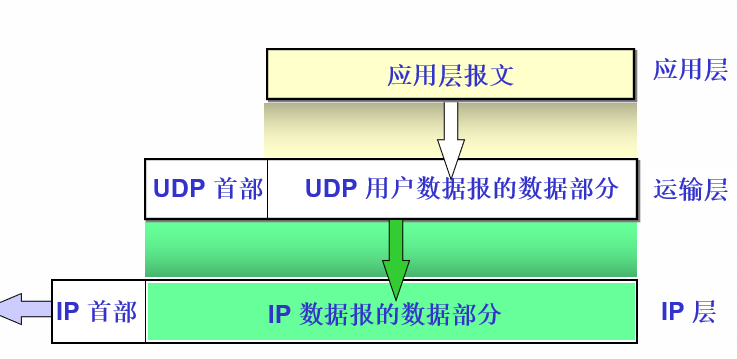 应用层报文 应用层
UDP 首部 UDP 用户数据报的数据部分 运输层
IP 首部 IP 数据报的数据部分 IP 层